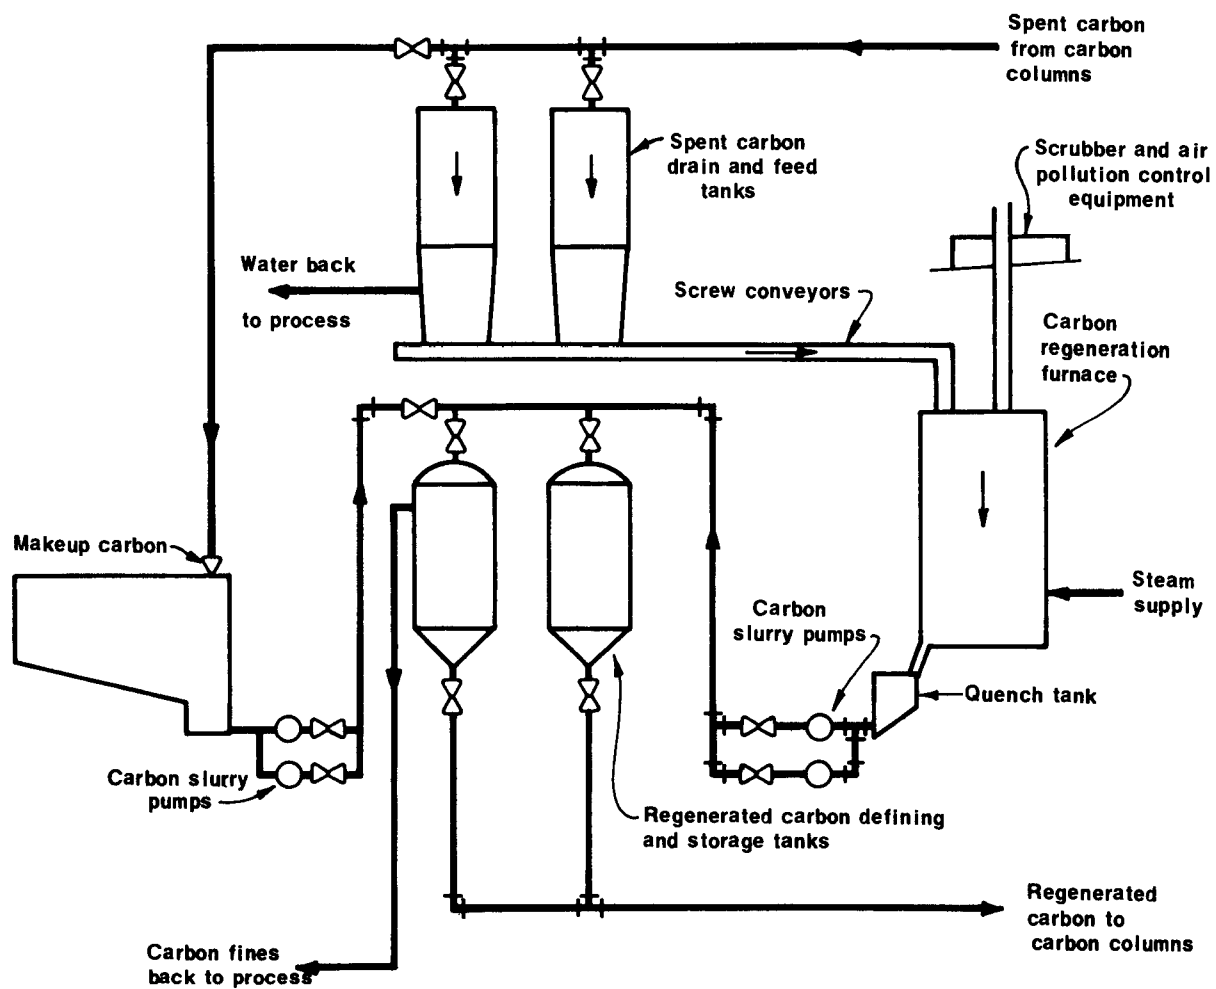 Spent carbon
from carbon
columns
Spent carbon
drain and feed
tanks
Scrubber and air
pollution control
equipment
Water back
to process
Screw conveyors
Carbon
regeneration
furnace
Makeup carbon
Steam
supply
Carbon
slurry pumps
Quench tank
Carbon slurry
pumps
Regenerated carbon defining
and storage tanks
Regenerated
carbon to
carbon columns
Carbon fines
back to process